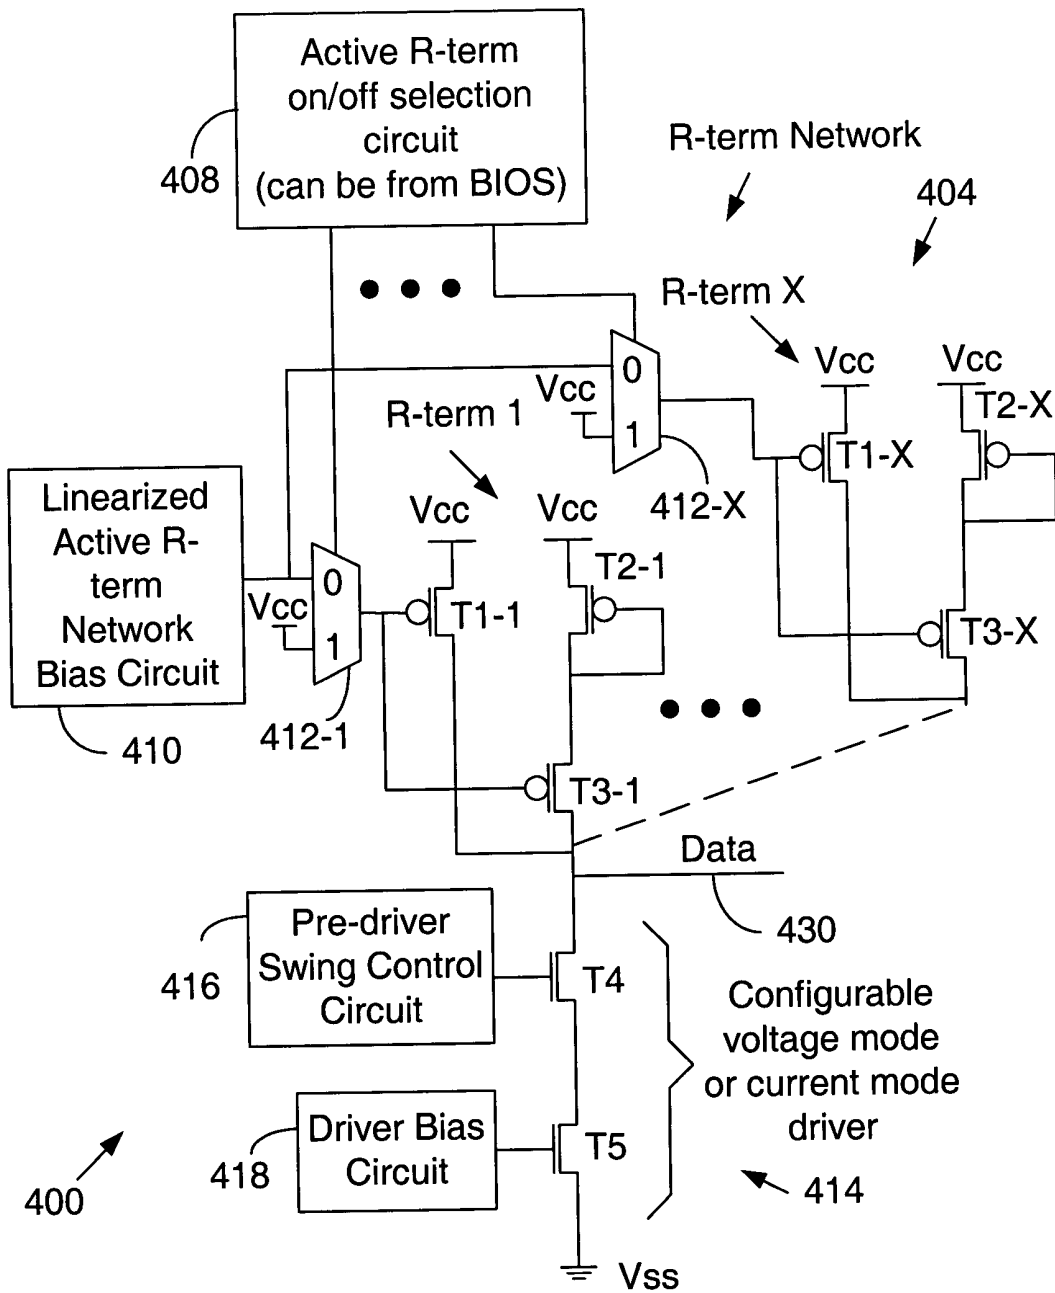 Active R-term
on/off selection
circuit
(can be from BIOS)
408
R-term Network
404
R-term X
Vcc
Vcc
T2-X
T1-X
0
1
Vcc
412-X
R-term 1
Vcc
Vcc
T2-1
T1-1
T3-X
Linearized
Active R-
term
Network
Bias Circuit
0
Vcc
1
412-1
410
T3-1
Data
430
Pre-driver
Swing Control
Circuit
416
T4
Configurable
voltage mode
or current mode
driver
Driver Bias
Circuit
418
T5
414
400
Vss